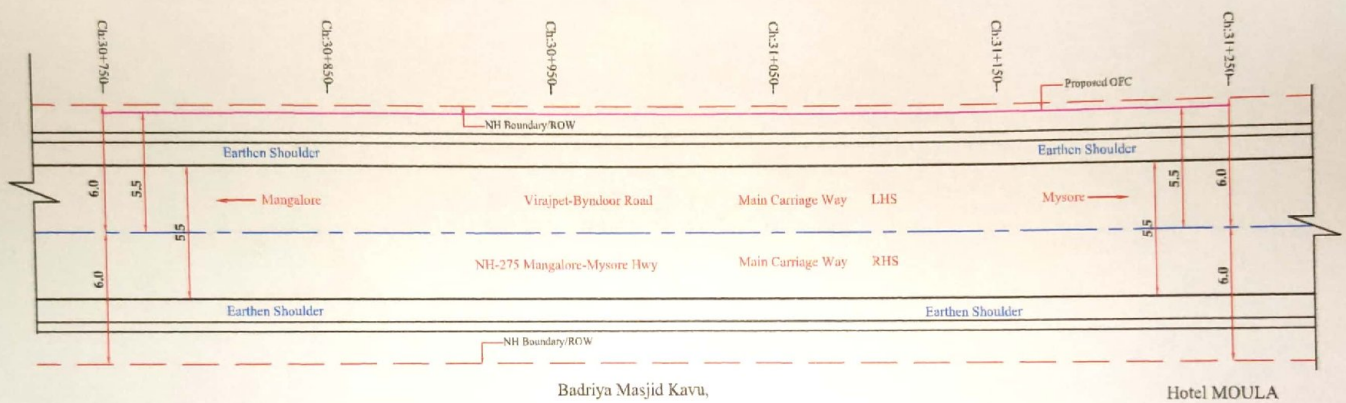 Ch:30+750-
Ch:30+850-
Ch:30+950-
Ch:31+050-
Ch:31+150-
Ch:31+250-
Proposed OFC
NH Boundary/ROW
Earthen Shoulder
Earthen Shoulder
6.0
5.5
5.5
6.0
Mangalore
Virajpet-Byndoor Road
Main Carriage Way
LHS
Mysore
5.5
5.5
NH-275 Mangalore-Mysore Hwy
Main Carriage Way
RHS
6.0
6.0
Earthen Shoulder
Earthen Shoulder
NH Boundary/ROW
Badriya Masjid Kavu,
Hotel MOULA